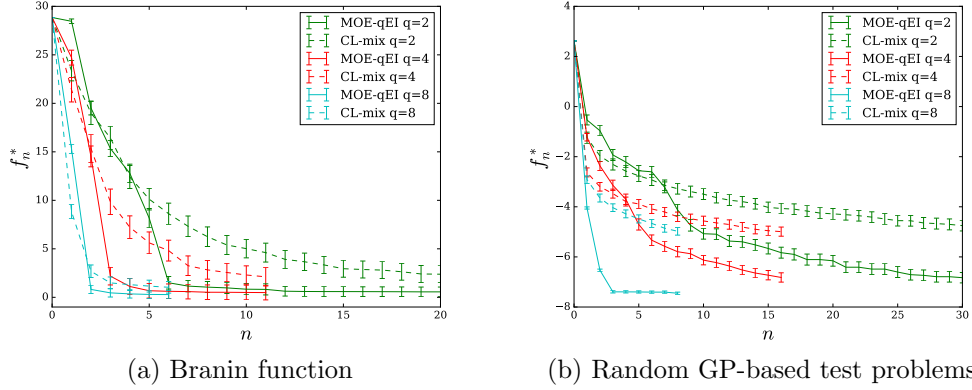 30
25
20
15
10
5
0
0 5 10 15 20
f*n
n
MOE-qEI q=2
CL-mix q=2
MOE-qEI q=4
CL-mix q=4
MOE-qEI q=8
CL-mix q=8
(a) Branin function
4
2
0
−2
−4
−6
−8
0 5 10 15 20 25 30
f*n
n
MOE-qEI q=2
CL-mix q=2
MOE-qEI q=4
CL-mix q=4
MOE-qEI q=8
CL-mix q=8
(b) Random GP-based test problems